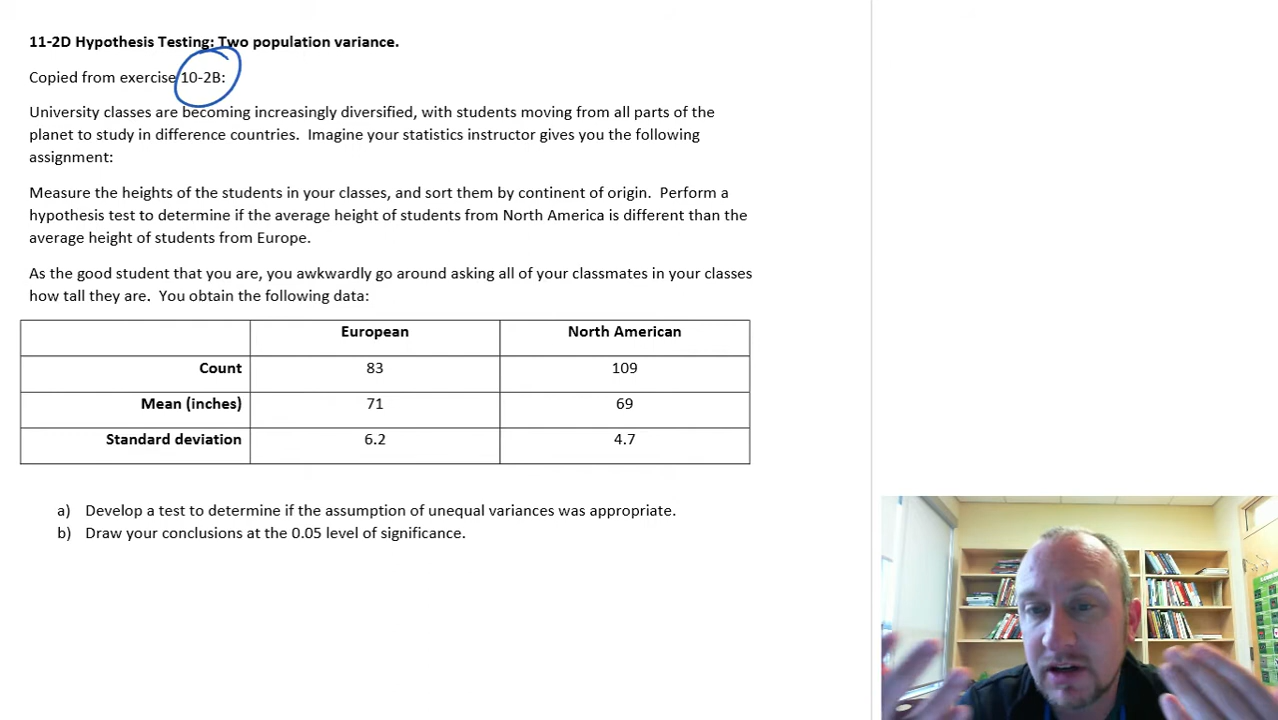 11-2D Hypothesis Testing: Two population variance.
Copied from exercise 10-2B:
University classes are becoming increasingly diversified, with students moving from all parts of the
planet to study in difference countries. Imagine your statistics instructor gives you the following
assignment:
Measure the heights of the students in your classes, and sort them by continent of origin. Perform a
hypothesis test to determine if the average height of students from North America is different than the
average height of students from Europe.
As the good student that you are, you awkwardly go around asking all of your classmates in your classes
how tall they are. You obtain the following data:
European North American
Count 83 109
Mean (inches) 71 69
Standard deviation 6.2 4.7
a) Develop a test to determine if the assumption of unequal variances was appropriate.
b) Draw your conclusions at the 0.05 level of significance.